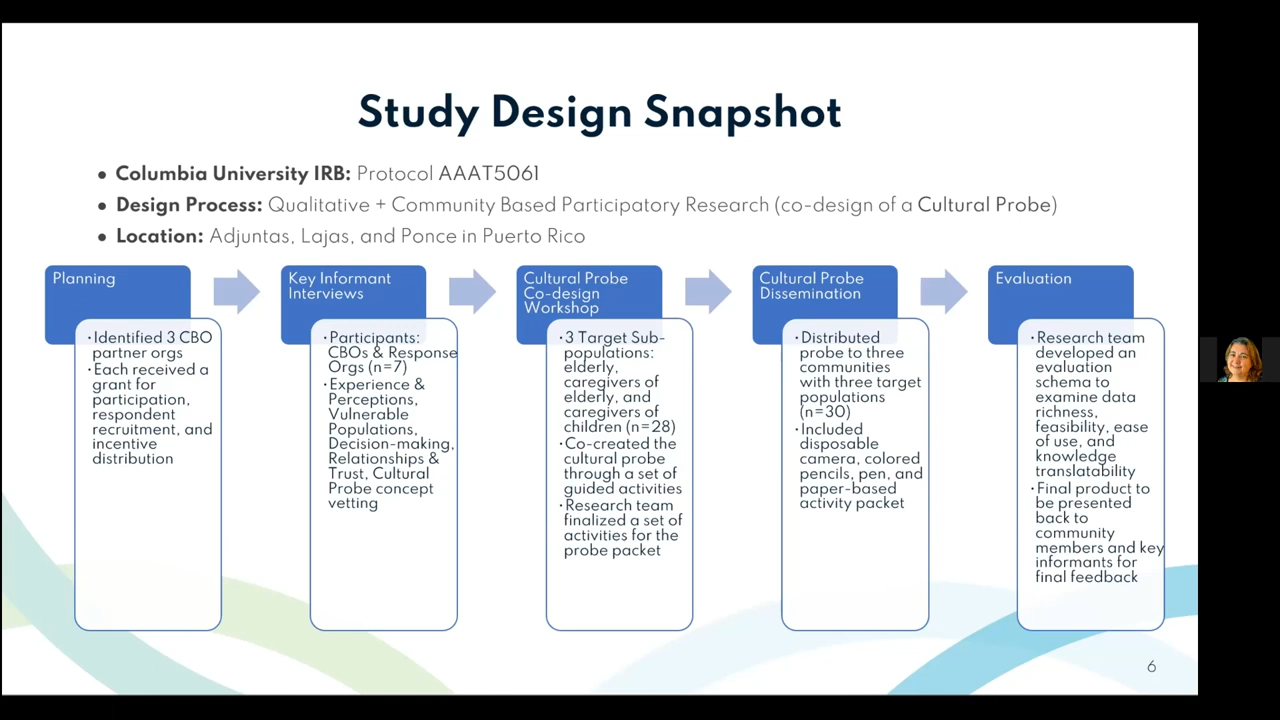 Study Design Snapshot
• Columbia University IRB: Protocol AAAT5061
• Design Process: Qualitative + Community Based Participatory Research (co-design of a Cultural Probe)
• Location: Adjuntas, Lajas, and Ponce in Puerto Rico
Planning
•Identified 3 CBO
partner orgs
•Each received a
grant for
participation,
respondent
recruitment, and
incentive
distribution
Key Informant
Interviews
•Participants:
CBOs & Response
Orgs (n=7)
•Experience &
Perceptions,
Vulnerable
Populations,
Decision-making,
Relationships &
Trust, Cultural
Probe concept
vetting
Cultural Probe
Co-design
Workshop
•3 Target Sub-
populations:
elderly,
caregivers of
elderly, and
caregivers of
children (n=28)
•Co-created the
cultural probe
through a set of
guided activities
•Research team
finalized a set of
activities for the
probe packet
Cultural Probe
Dissemination
•Distributed
probe to three
communities
with three target
populations
(n=30)
•Included
disposable
camera, colored
pencils, pen, and
paper-based
activity packet
Evaluation
•Research team
developed an
evaluation
schema to
examine data
richness,
feasibility, ease
of use, and
knowledge
translatability
•Final product to
be presented
back to
community
members and key
informants for
final feedback
6